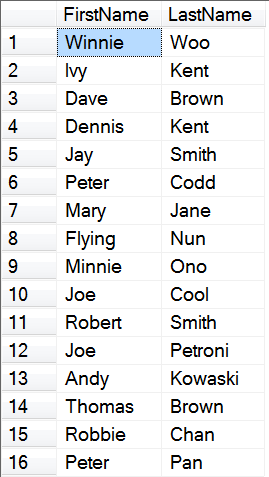 FirstName LastName
1 Winnie Woo
2 Ivy Kent
3 Dave Brown
4 Dennis Kent
5 Jay Smith
6 Peter Codd
7 Mary Jane
8 Flying Nun
9 Minnie Ono
10 Joe Cool
11 Robert Smith
12 Joe Petroni
13 Andy Kowaski
14 Thomas Brown
15 Robbie Chan
16 Peter Pan